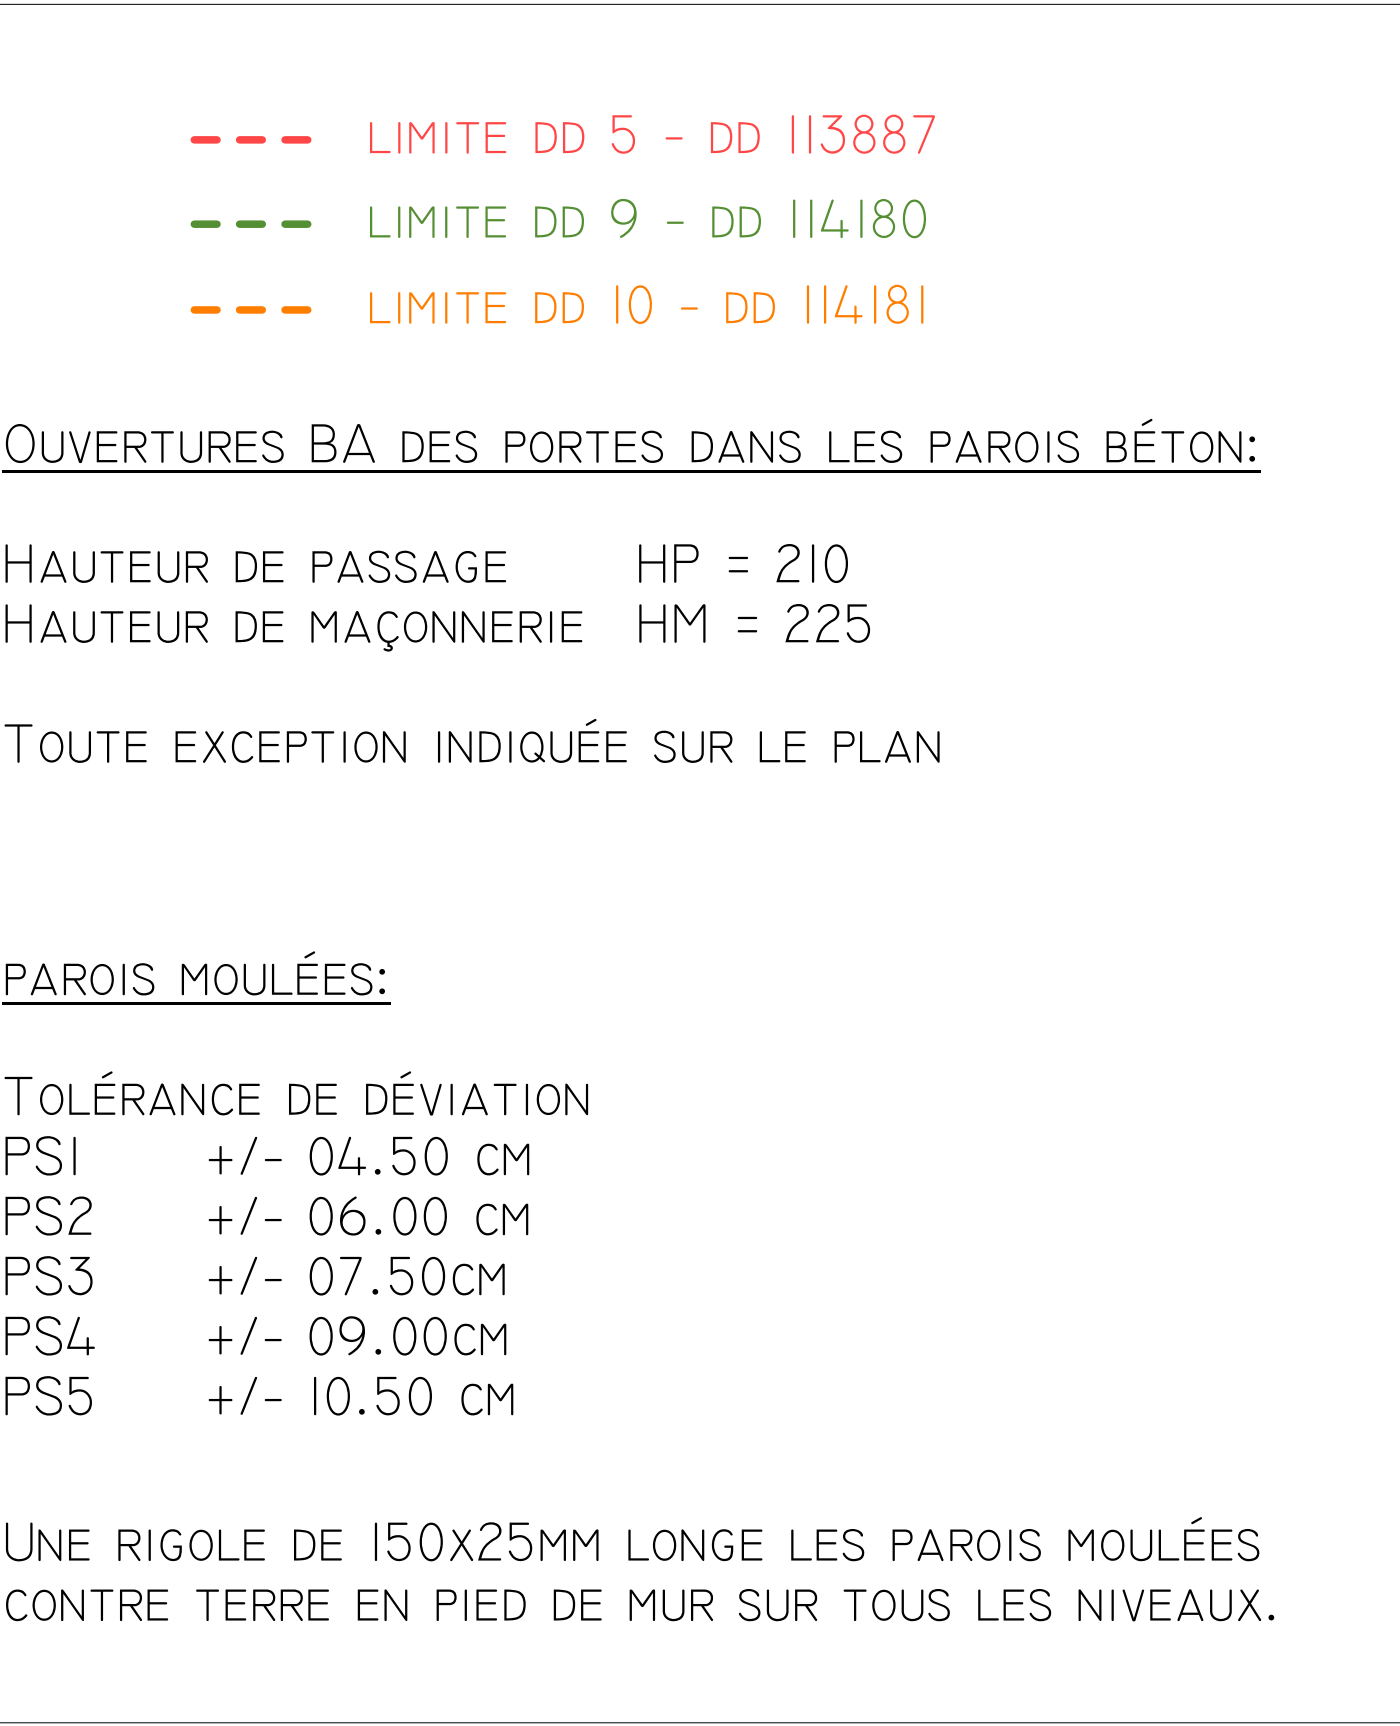 LIMITE DD 5 - DD 113887
LIMITE DD 9 - DD 114180
LIMITE DD 10 - DD 114181
OUVERTURES BA DES PORTES DANS LES PAROIS BÉTON:
HAUTEUR DE PASSAGE HP = 210
HAUTEUR DE MAÇONNERIE HM = 225
TOUTE EXCEPTION INDIQUÉE SUR LE PLAN
PAROIS MOULÉES:
TOLÉRANCE DE DÉVIATION
PS1 +/- 04.50 CM
PS2 +/- 06.00 CM
PS3 +/- 07.50CM
PS4 +/- 09.00CM
PS5 +/- 10.50 CM
UNE RIGOLE DE 150X25MM LONGE LES PAROIS MOULÉES
CONTRE TERRE EN PIED DE MUR SUR TOUS LES NIVEAUX.